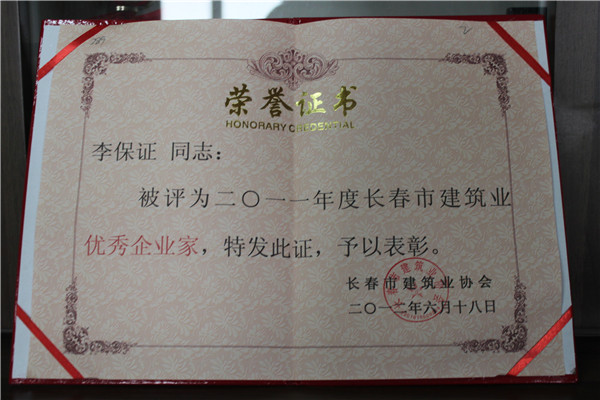 荣誉证书
HONORARY CREDENTIAL
李保证 同志：
被评为二〇一一年度长春市建筑业
优秀企业家，特发此证，予以表彰。
长春市建筑业协会
二〇一二年六月十八日